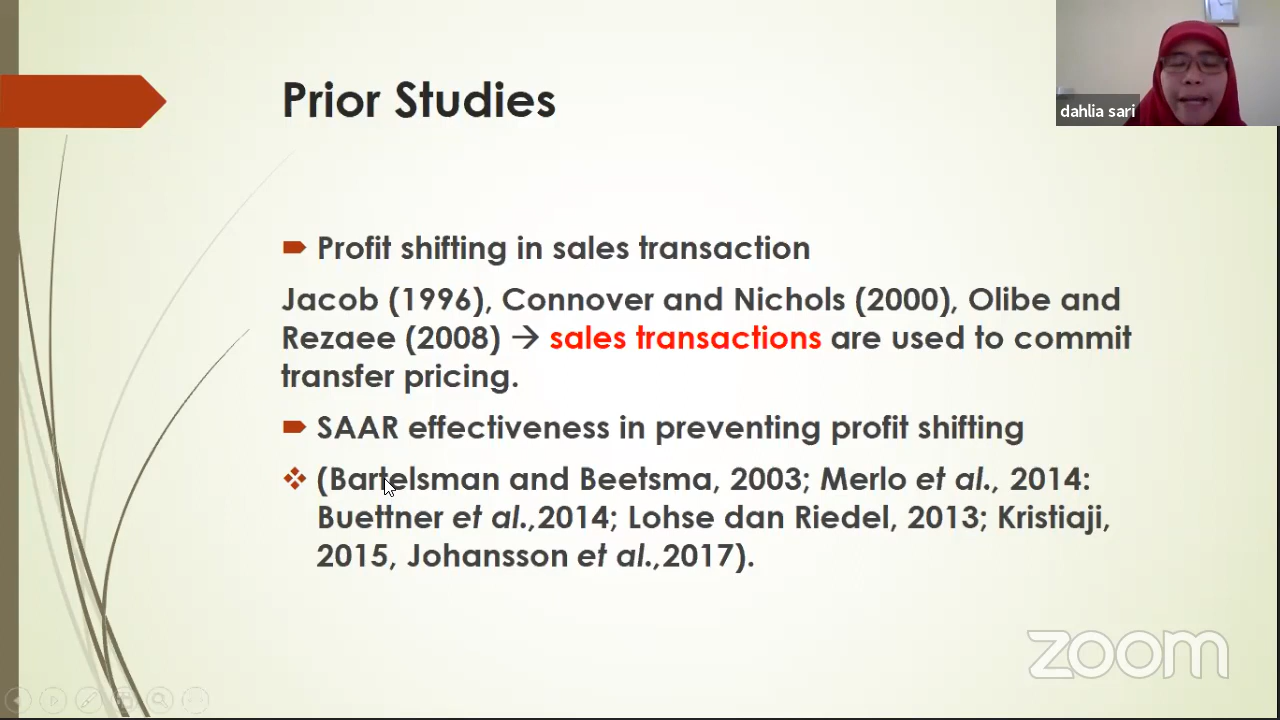 Prior Studies
dahlia sari
Profit shifting in sales transaction
Jacob (1996), Connover and Nichols (2000), Olibe and
Rezaee (2008) → sales transactions are used to commit
transfer pricing.
SAAR effectiveness in preventing profit shifting
(Bartelsman and Beetsma, 2003; Merlo et al., 2014:
Buettner et al.,2014; Lohse dan Riedel, 2013; Kristiaji,
2015, Johansson et al.,2017).
zoom